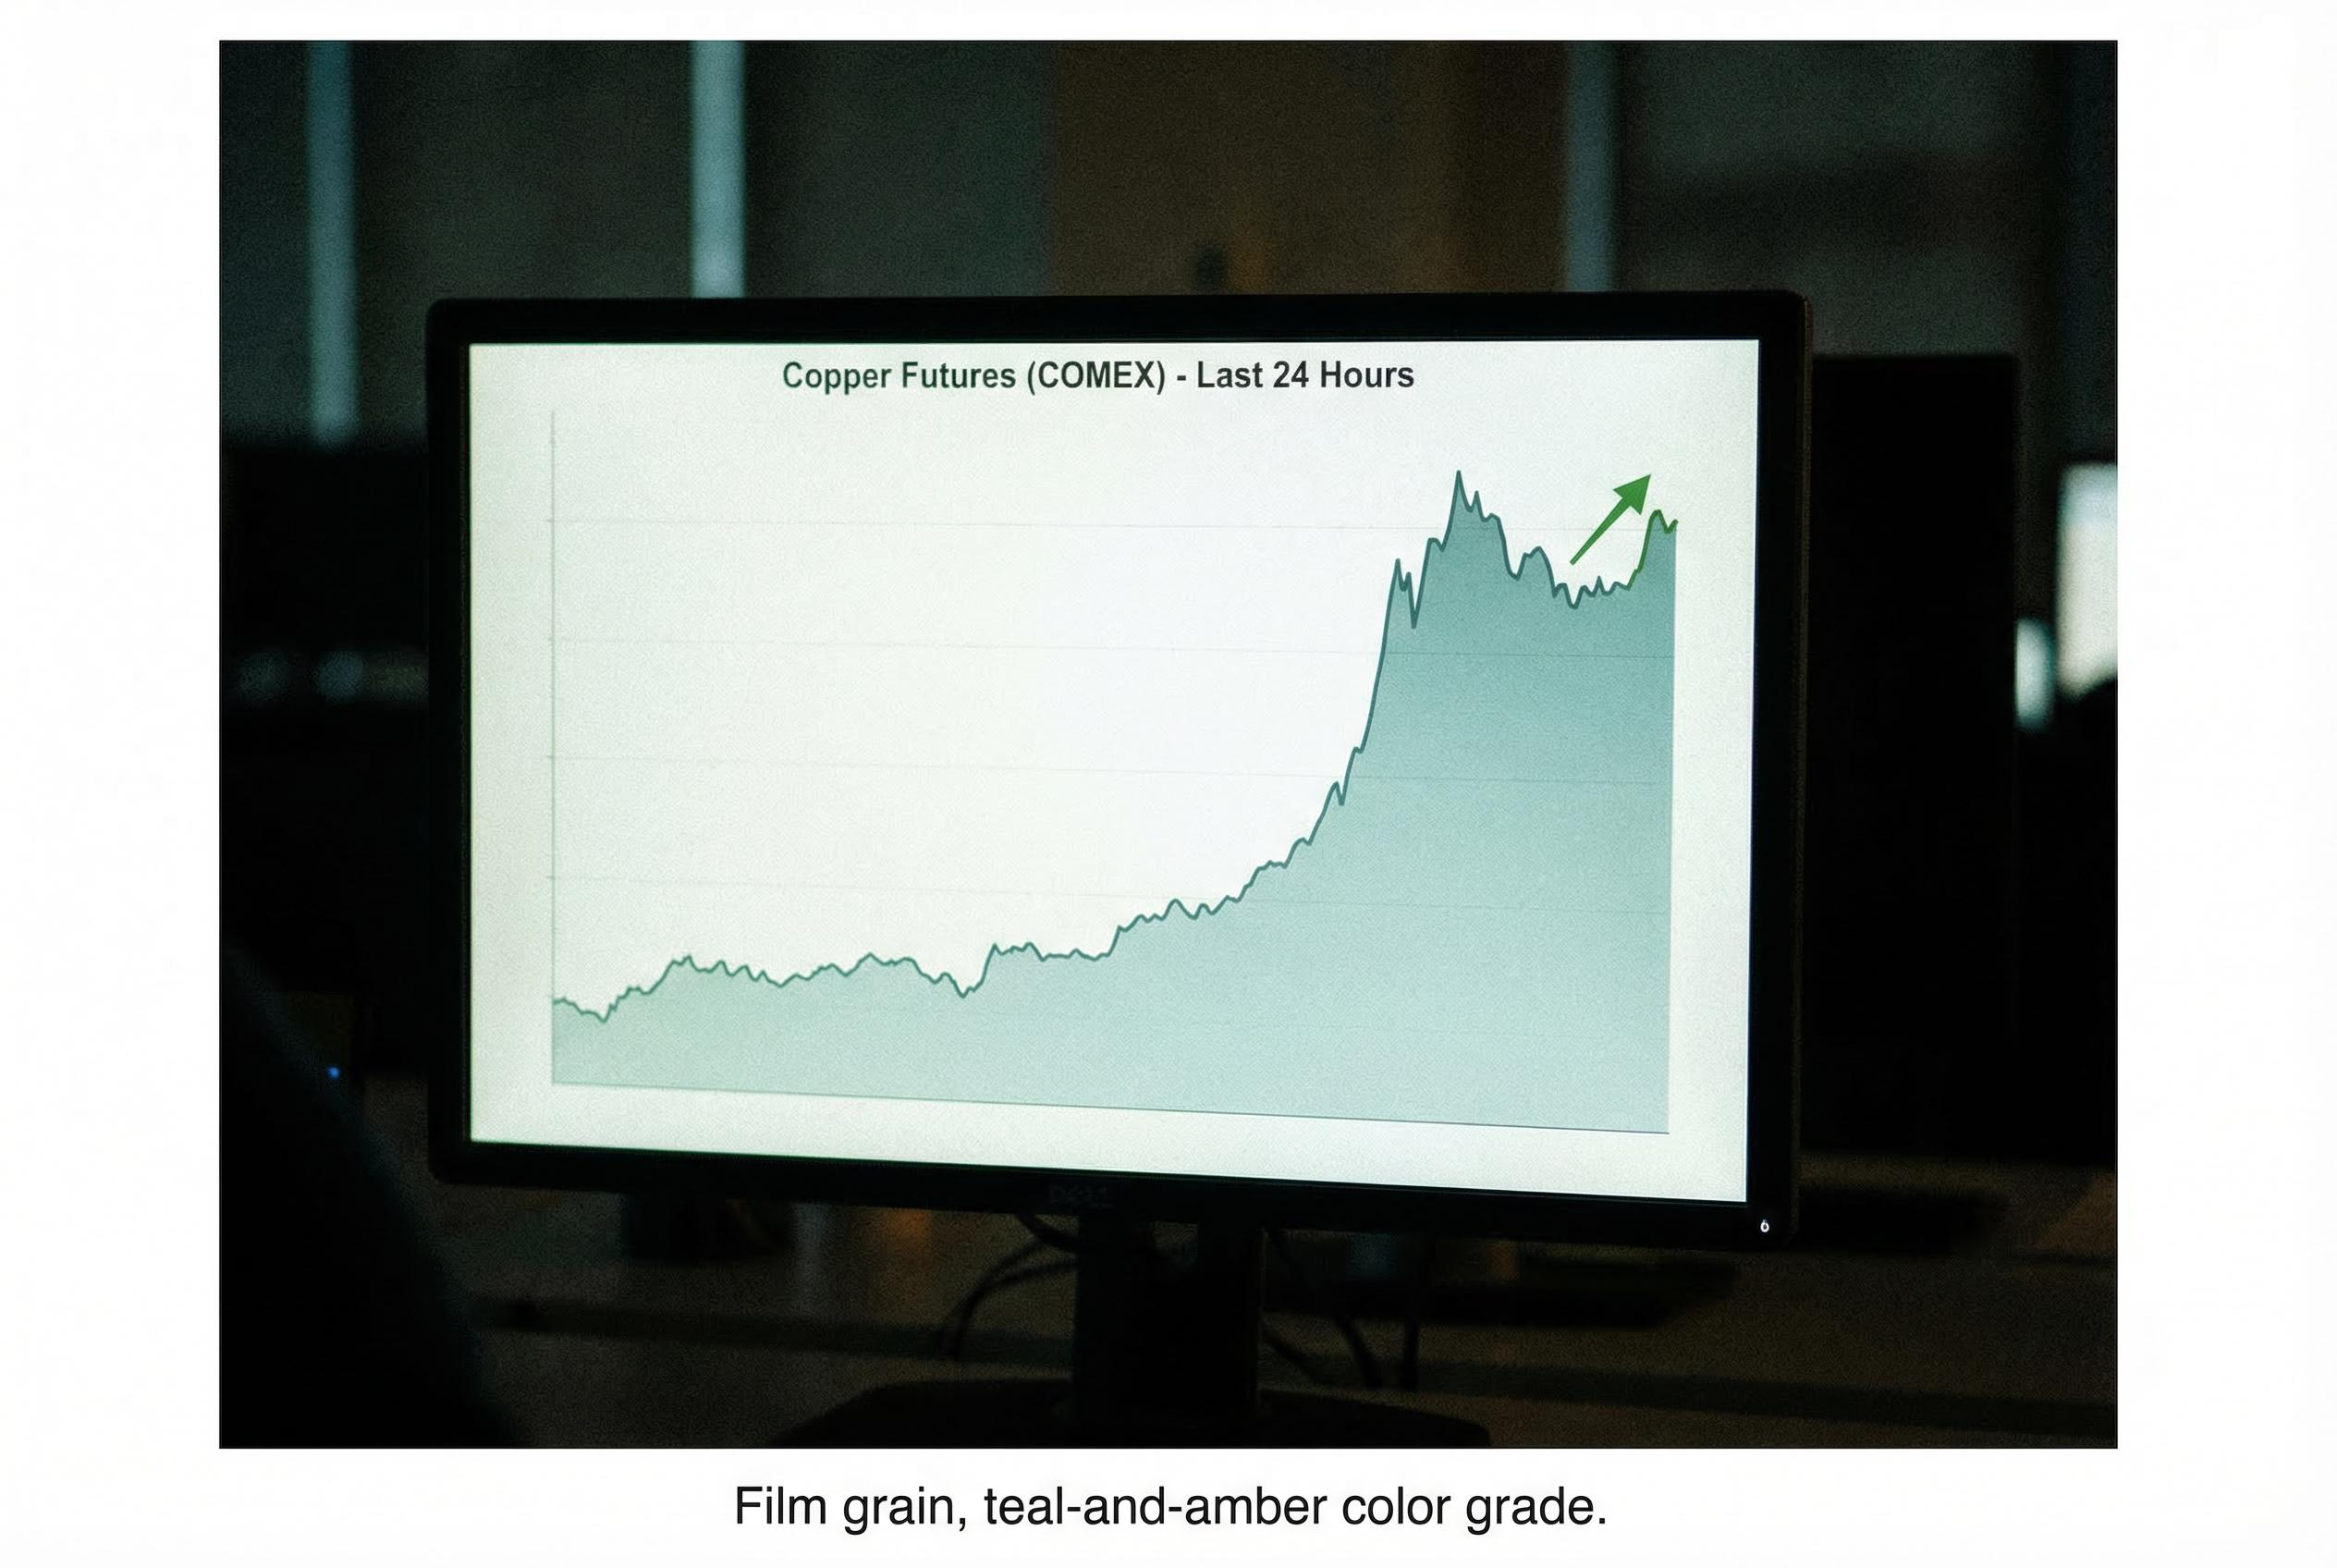 Copper Futures (COMEX) - Last 24 Hours
Film grain, teal-and-amber color grade.